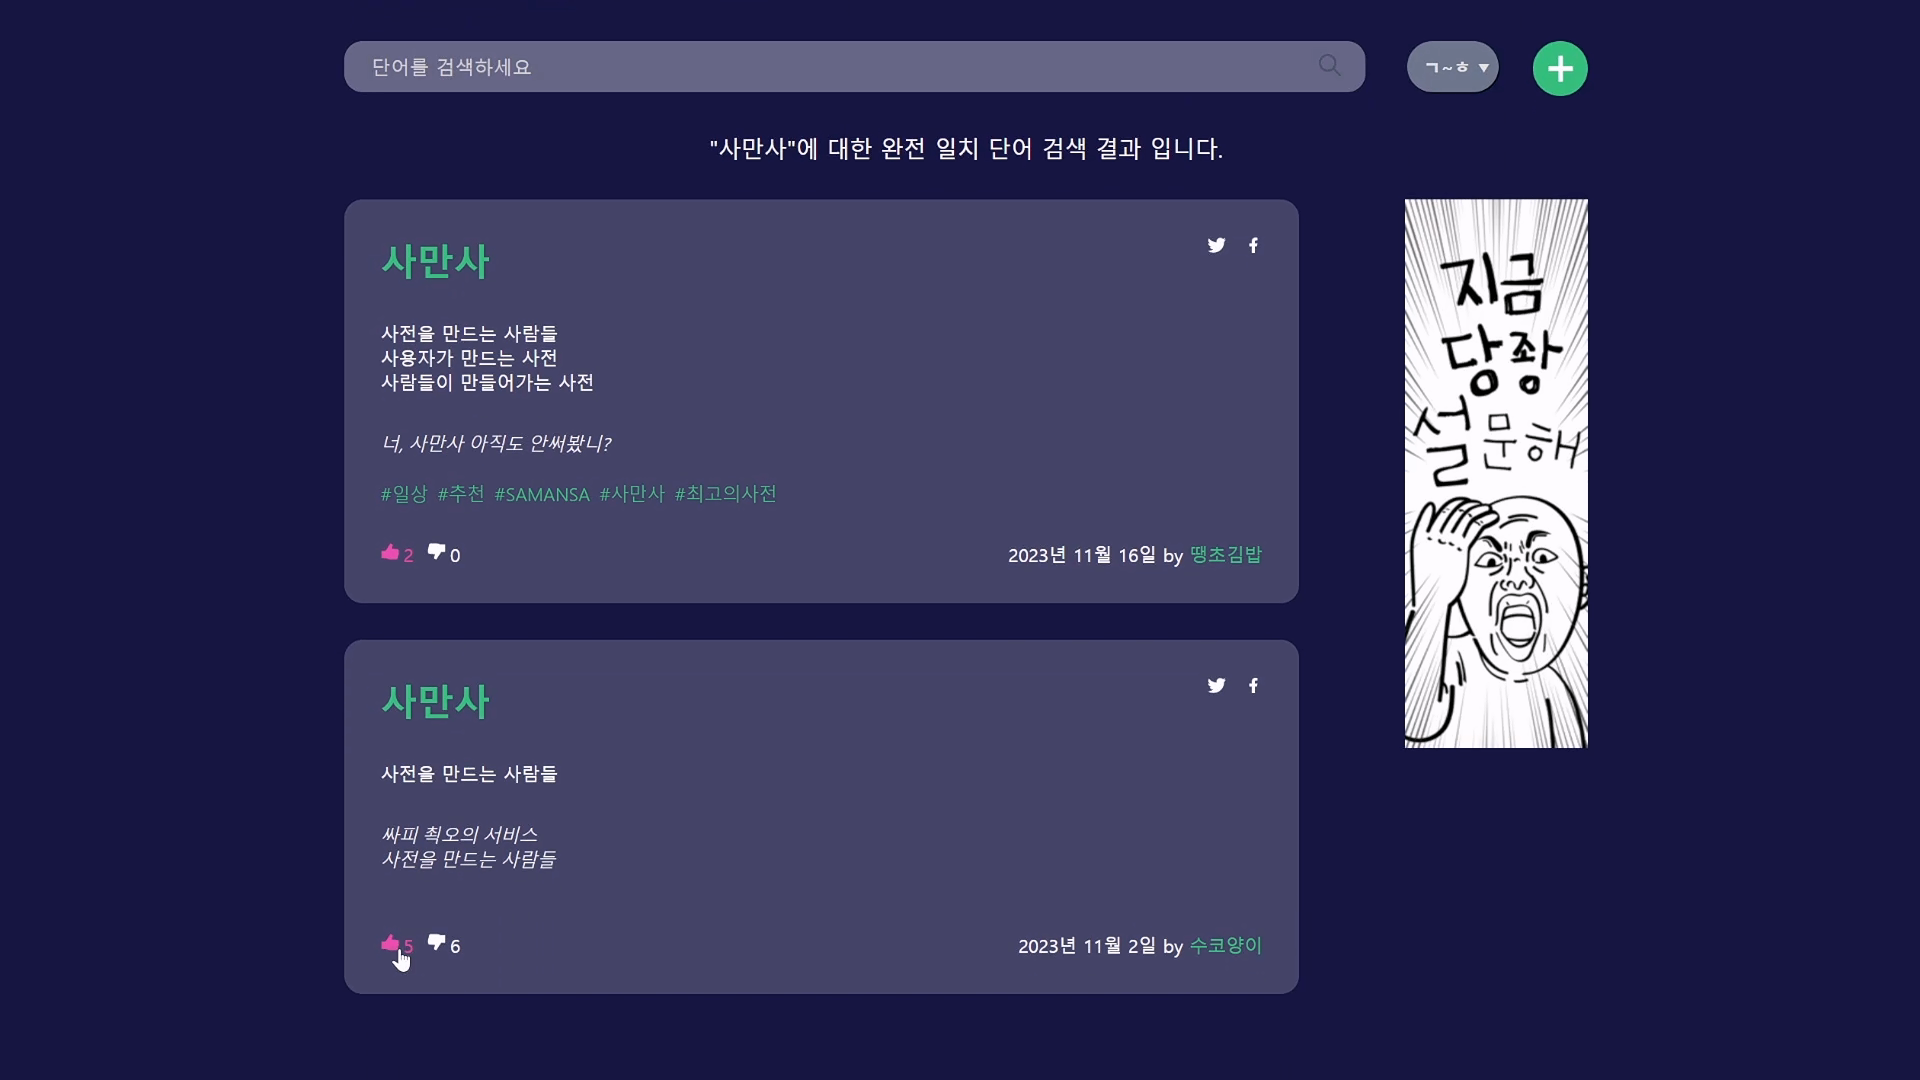 단어를 검색하세요
ㄱ~ㅎ ▼
"사만사"에 대한 완전 일치 단어 검색 결과 입니다.
사만사
사전을 만드는 사람들
사용자가 만드는 사전
사람들이 만들어가는 사전
너, 사만사 아직도 안써봤니?
#일상 #추천 #SAMANSA #사만사 #최고의사전
2 0
2023년 11월 16일 by 땡초김밥
사만사
사전을 만드는 사람들
싸피 쵝오의 서비스
사전을 만드는 사람들
5 6
2023년 11월 2일 by 수코양이
지금
당좡
설문해